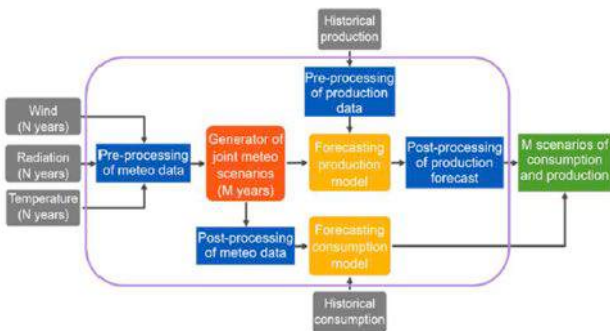 Historical
production
Pre-processing
of production
data
Wind
(N years)
Radiation
(N years)
Temperature
(N years)
Pre-processing
of meteo data
Generator of
joint meteo
scenarios
(M years)
Forecasting
production
model
Post-processing
of production
forecast
M scenarios of
consumption
and production
Post-processing
of meteo data
Forecasting
consumption
model
Historical
consumption